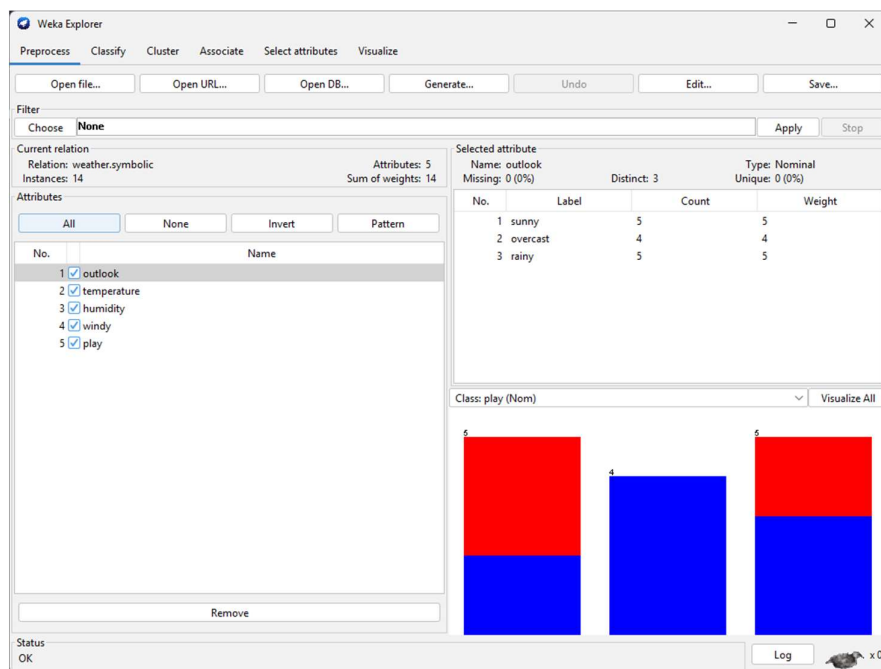 Weka Explorer
Preprocess Classify Cluster Associate Select attributes Visualize
Open file... Open URL... Open DB... Generate... Undo Edit... Save...
Filter
Choose None Apply Stop
Current relation
Relation: weather.symbolic Attributes: 5
Instances: 14 Sum of weights: 14
Attributes
All None Invert Pattern
No. Name
1 outlook
2 temperature
3 humidity
4 windy
5 play
Remove
Selected attribute
Name: outlook Type: Nominal
Missing: 0 (0%) Distinct: 3 Unique: 0 (0%)
No. Label Count Weight
1 sunny 5 5
2 overcast 4 4
3 rainy 5 5
Class: play (Nom) Visualize All
5 4 5
Status
OK
Log x 0